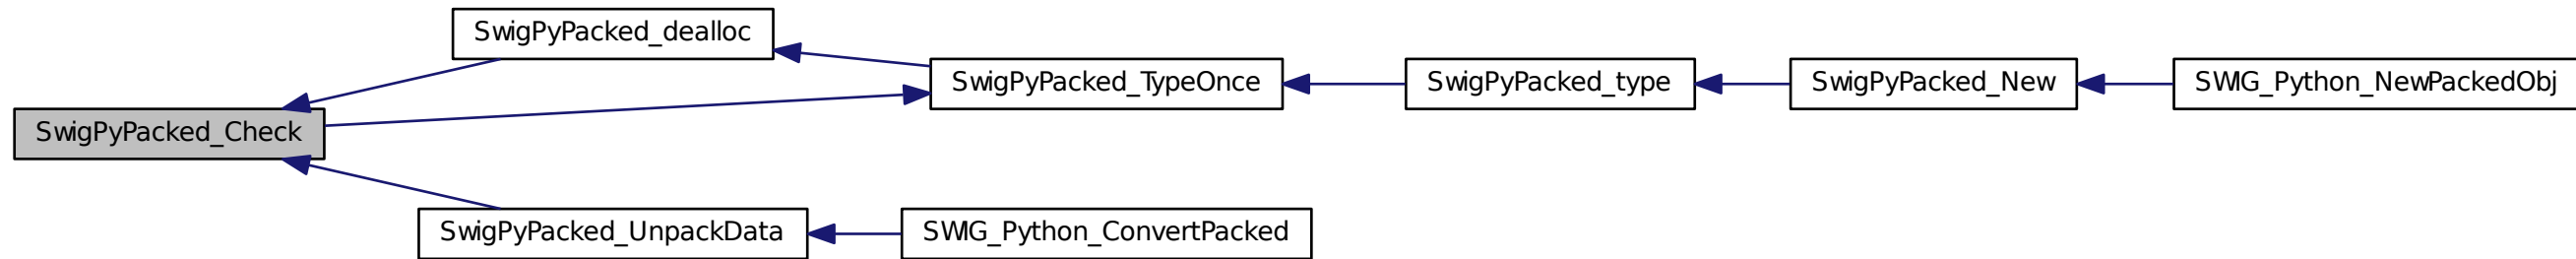 SwigPyPacked_dealloc
SwigPyPacked_TypeOnce
SwigPyPacked_type
SwigPyPacked_New
SWIG_Python_NewPackedObj
SwigPyPacked_Check
SwigPyPacked_UnpackData
SWIG_Python_ConvertPacked